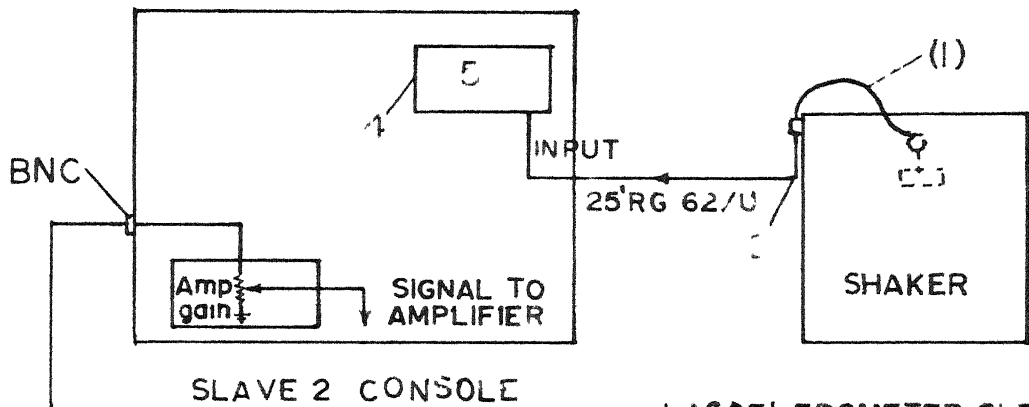 (1)
5
INPUT
BNC
25'RG 62/U
SHAKER
Amp
gain
SIGNAL TO
AMPLIFIER
SLAVE 2 CONSOLE